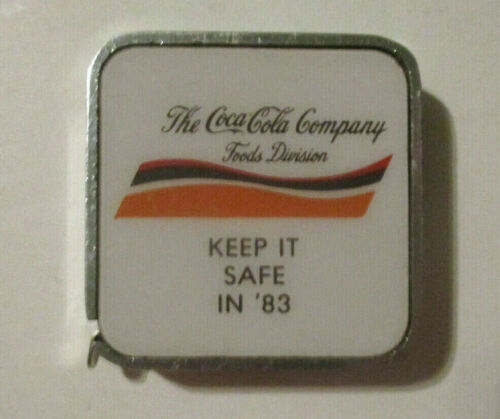 The Coca-Cola Company
Foods Division
KEEP IT
SAFE
IN '83